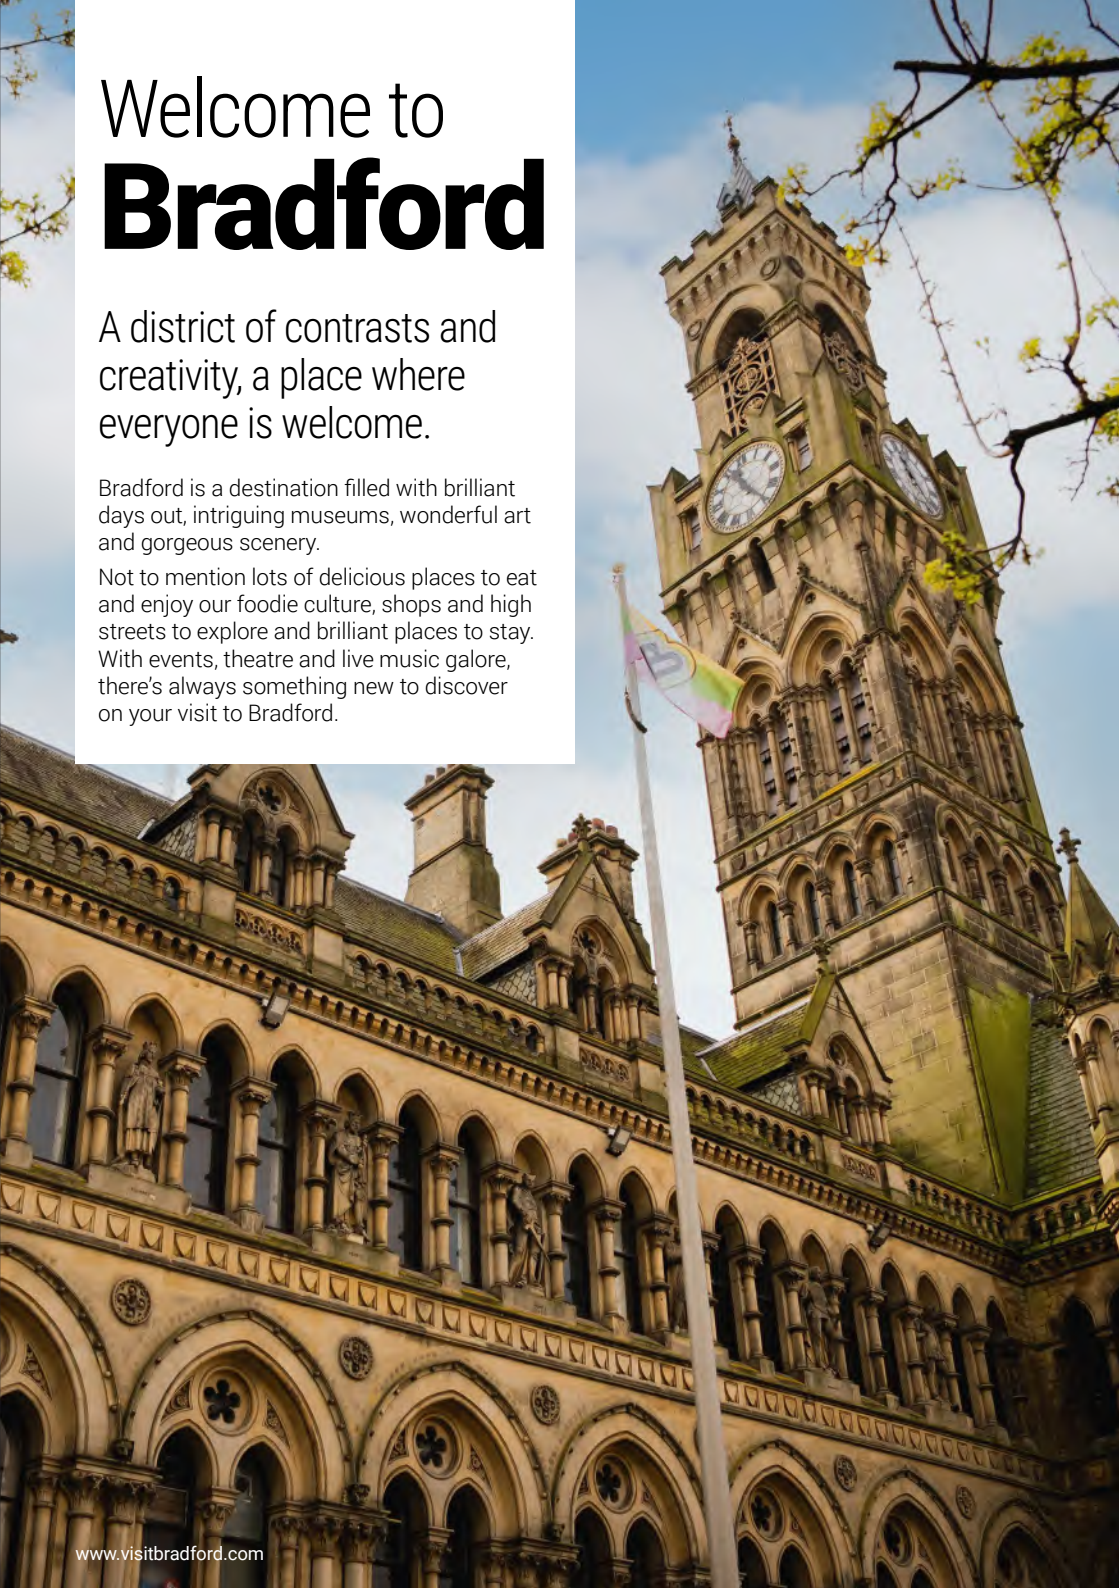 Welcome to
Bradford
A district of contrasts and
creativity, a place where
everyone is welcome.
Bradford is a destination filled with brilliant
days out, intriguing museums, wonderful art
and gorgeous scenery.
Not to mention lots of delicious places to eat
and enjoy our foodie culture, shops and high
streets to explore and brilliant places to stay.
With events, theatre and live music galore,
there’s always something new to discover
on your visit to Bradford.
www.visitbradford.com